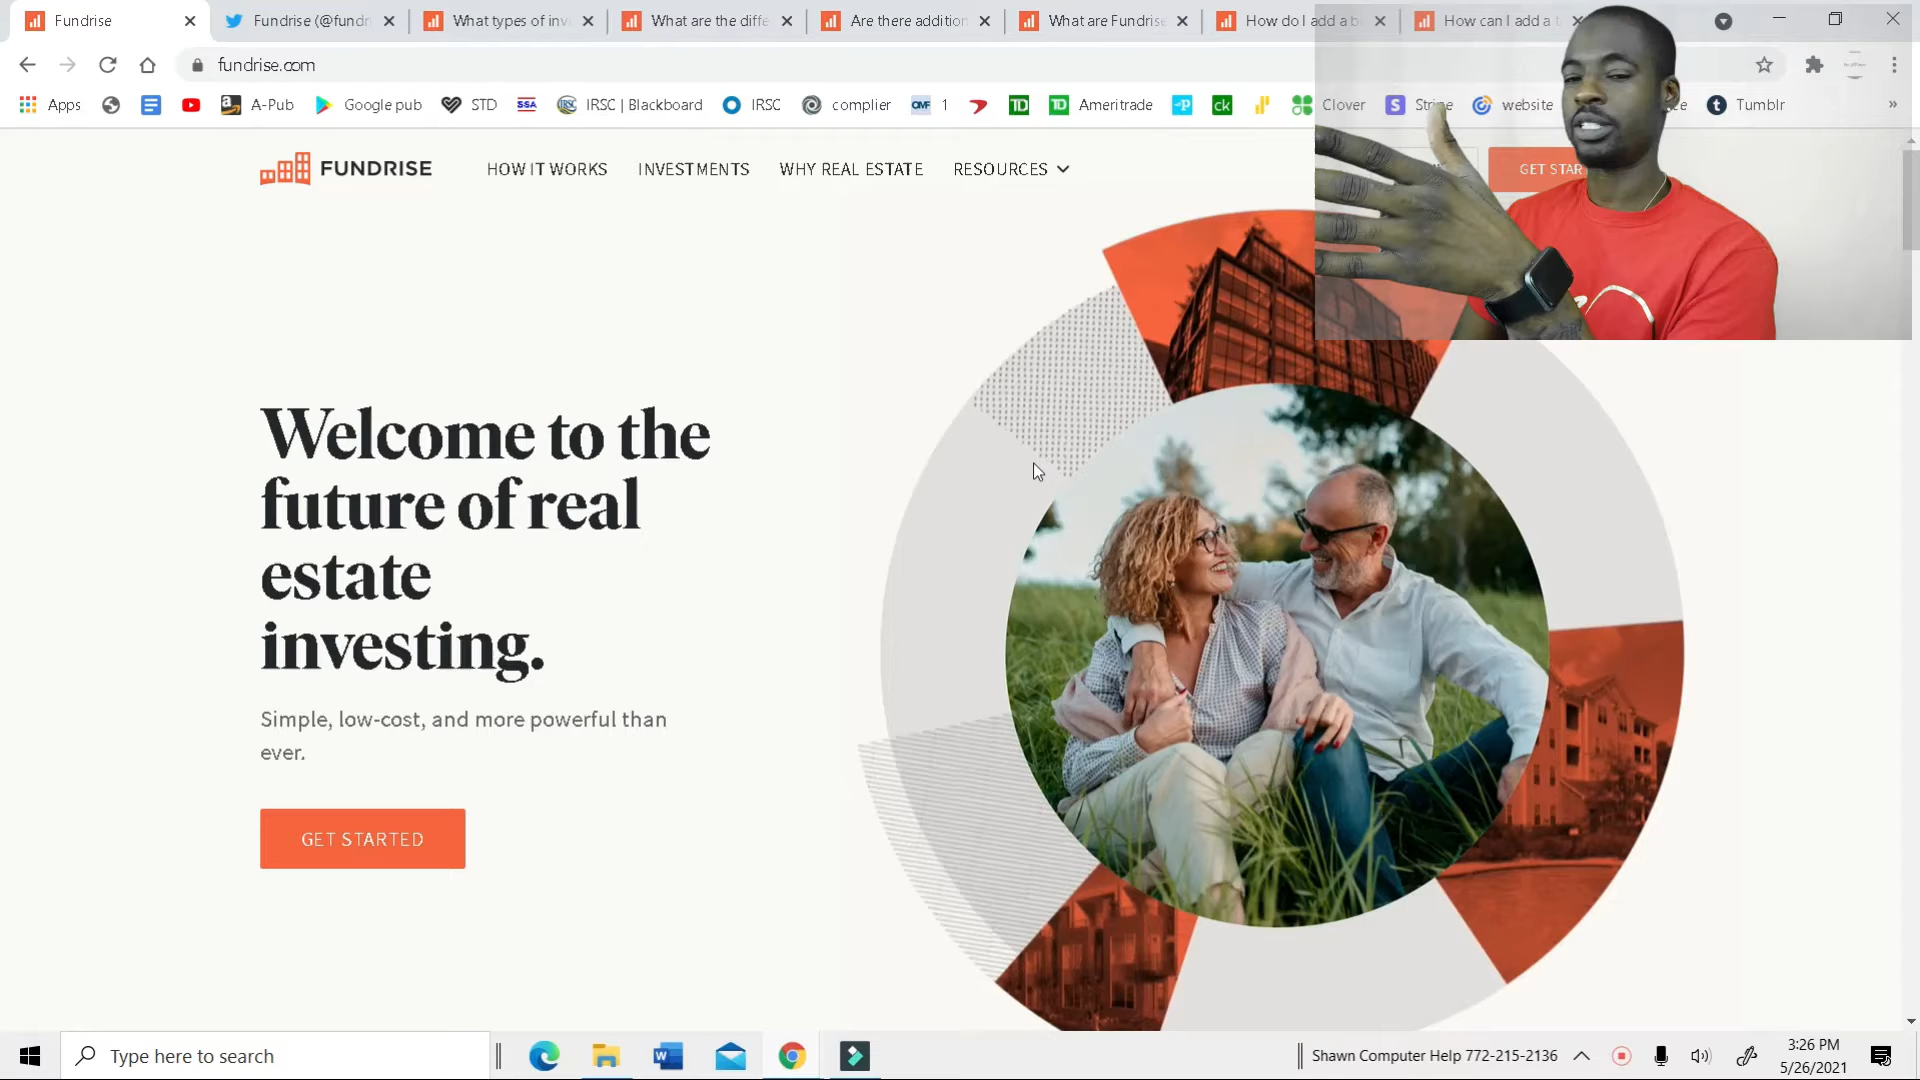 Fundrise
Fundrise (@fundr
What types of inv
What are the diffe
Are there addition
What are Fundrise
How do I add a b
How can I add a t
fundrise.com
Apps
A-Pub
Google pub
STD
SSA
IRSC | Blackboard
IRSC
complier
OMF
1
TD
TD
Ameritrade
ck
Clover
S
Stripe
website
ce
t
Tumblr
»
FUNDRISE
HOW IT WORKS
INVESTMENTS
WHY REAL ESTATE
RESOURCES
GET STAR
Welcome to the
future of real
estate
investing.
Simple, low-cost, and more powerful than
ever.
GET STARTED
Type here to search
Shawn Computer Help 772-215-2136
3:26 PM
5/26/2021